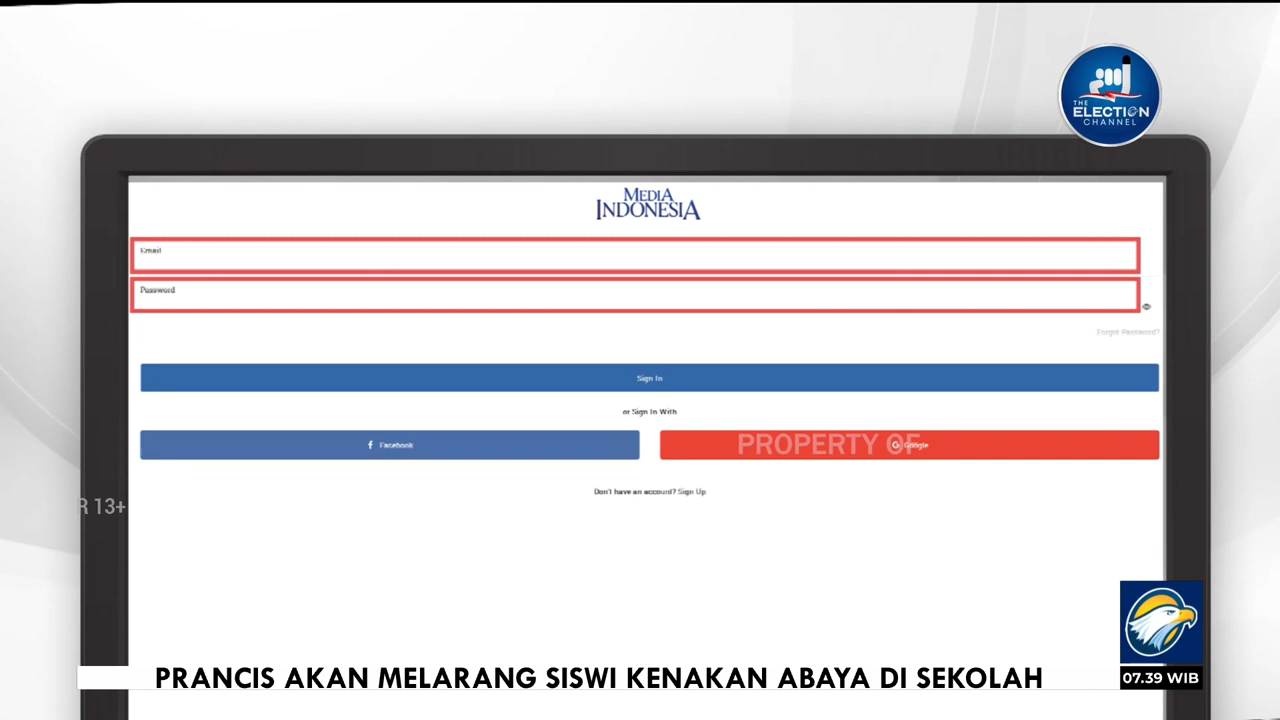 THE
ELECTION
CHANNEL
MEDIA
INDONESIA
Email
Password
Forgot Password?
Sign In
or Sign In With
Facebook
G Google
PROPERTY OF
Don't have an account? Sign Up
R 13+
PRANCIS AKAN MELARANG SISWI KENAKAN ABAYA DI SEKOLAH
07.39 WIB